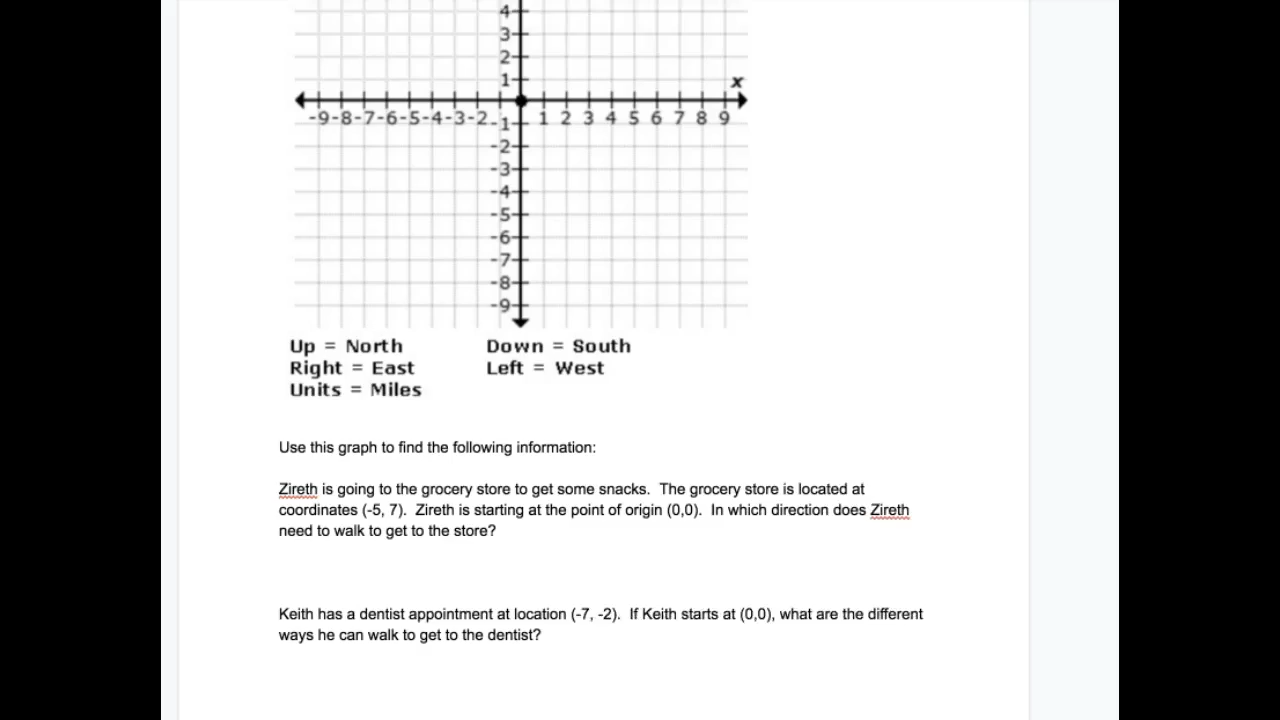 4
3
2
1
x
-9-8-7-6-5-4-3-2 1 2 3 4 5 6 7 8 9
-1
-2
-3
-4
-5
-6
-7
-8
-9
Up = North Down = South
Right = East Left = West
Units = Miles
Use this graph to find the following information:
Zireth is going to the grocery store to get some snacks. The grocery store is located at
coordinates (-5, 7). Zireth is starting at the point of origin (0,0). In which direction does Zireth
need to walk to get to the store?
Keith has a dentist appointment at location (-7, -2). If Keith starts at (0,0), what are the different
ways he can walk to get to the dentist?